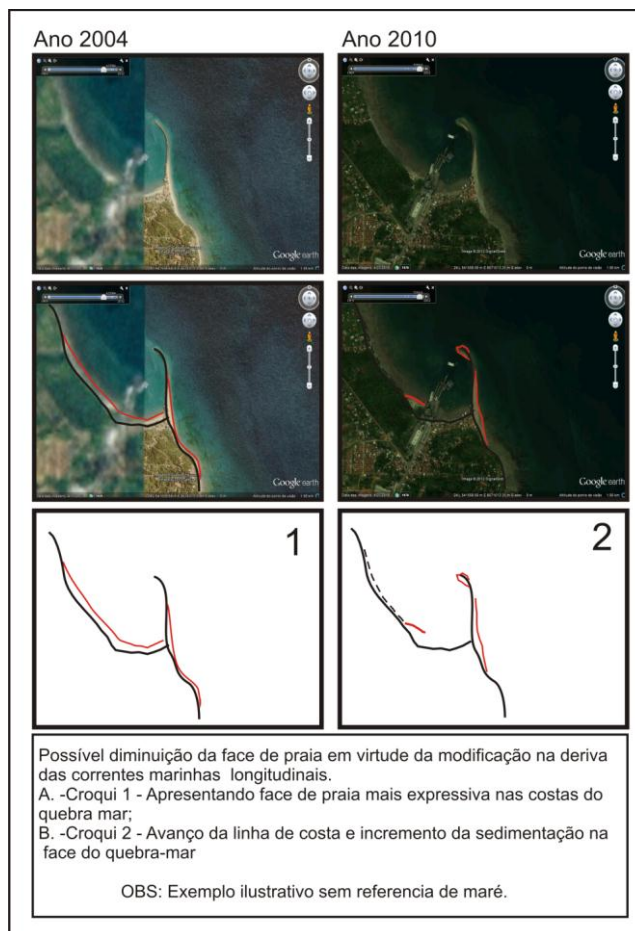 Ano 2004
Ano 2010
Google earth
Google earth
Google earth
Google earth
1
2
Possível diminuição da face de praia em virtude da modificação na deriva
das correntes marinhas longitudinais.
A. -Croqui 1 - Apresentando face de praia mais expressiva nas costas do
quebra mar;
B. -Croqui 2 - Avanço da linha de costa e incremento da sedimentação na
face do quebra-mar
OBS: Exemplo ilustrativo sem referencia de maré.